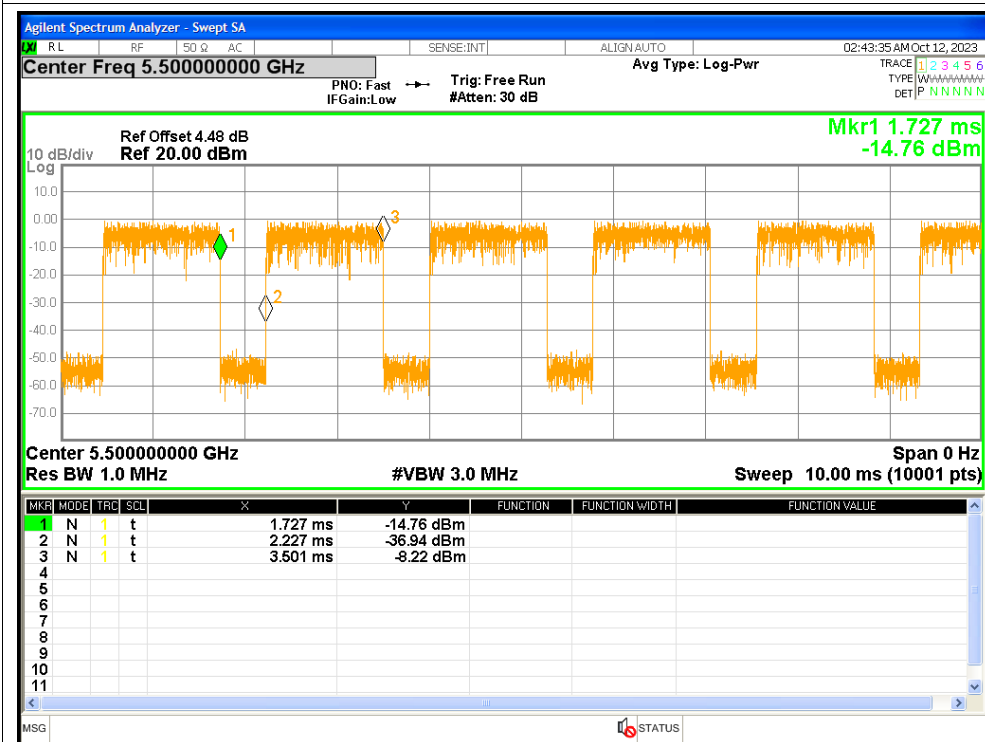 Agilent Spectrum Analyzer - Swept SA
LXI RL RF 50 Ω AC SENSE:INT ALIGN AUTO 02:43:35 AM Oct 12, 2023
Center Freq 5.500000000 GHz Avg Type: Log-Pwr TRACE 1 2 3 4 5 6
PNO: Fast Trig: Free Run TYPE W
IFGain:Low #Atten: 30 dB DET P N N N N N
Mkr1 1.727 ms
Ref Offset 4.48 dB
10 dB/div Ref 20.00 dBm -14.76 dBm
Log
10.0
0.00
-10.0
-20.0
-30.0
-40.0
-50.0
-60.0
-70.0
1
2
3
Center 5.500000000 GHz Span 0 Hz
Res BW 1.0 MHz #VBW 3.0 MHz Sweep 10.00 ms (10001 pts)
MKR MODE TRC SCL X Y FUNCTION FUNCTION WIDTH FUNCTION VALUE
1 N 1 t 1.727 ms -14.76 dBm
2 N 1 t 2.227 ms -36.94 dBm
3 N 1 t 3.501 ms -8.22 dBm
4
5
6
7
8
9
10
11
MSG STATUS